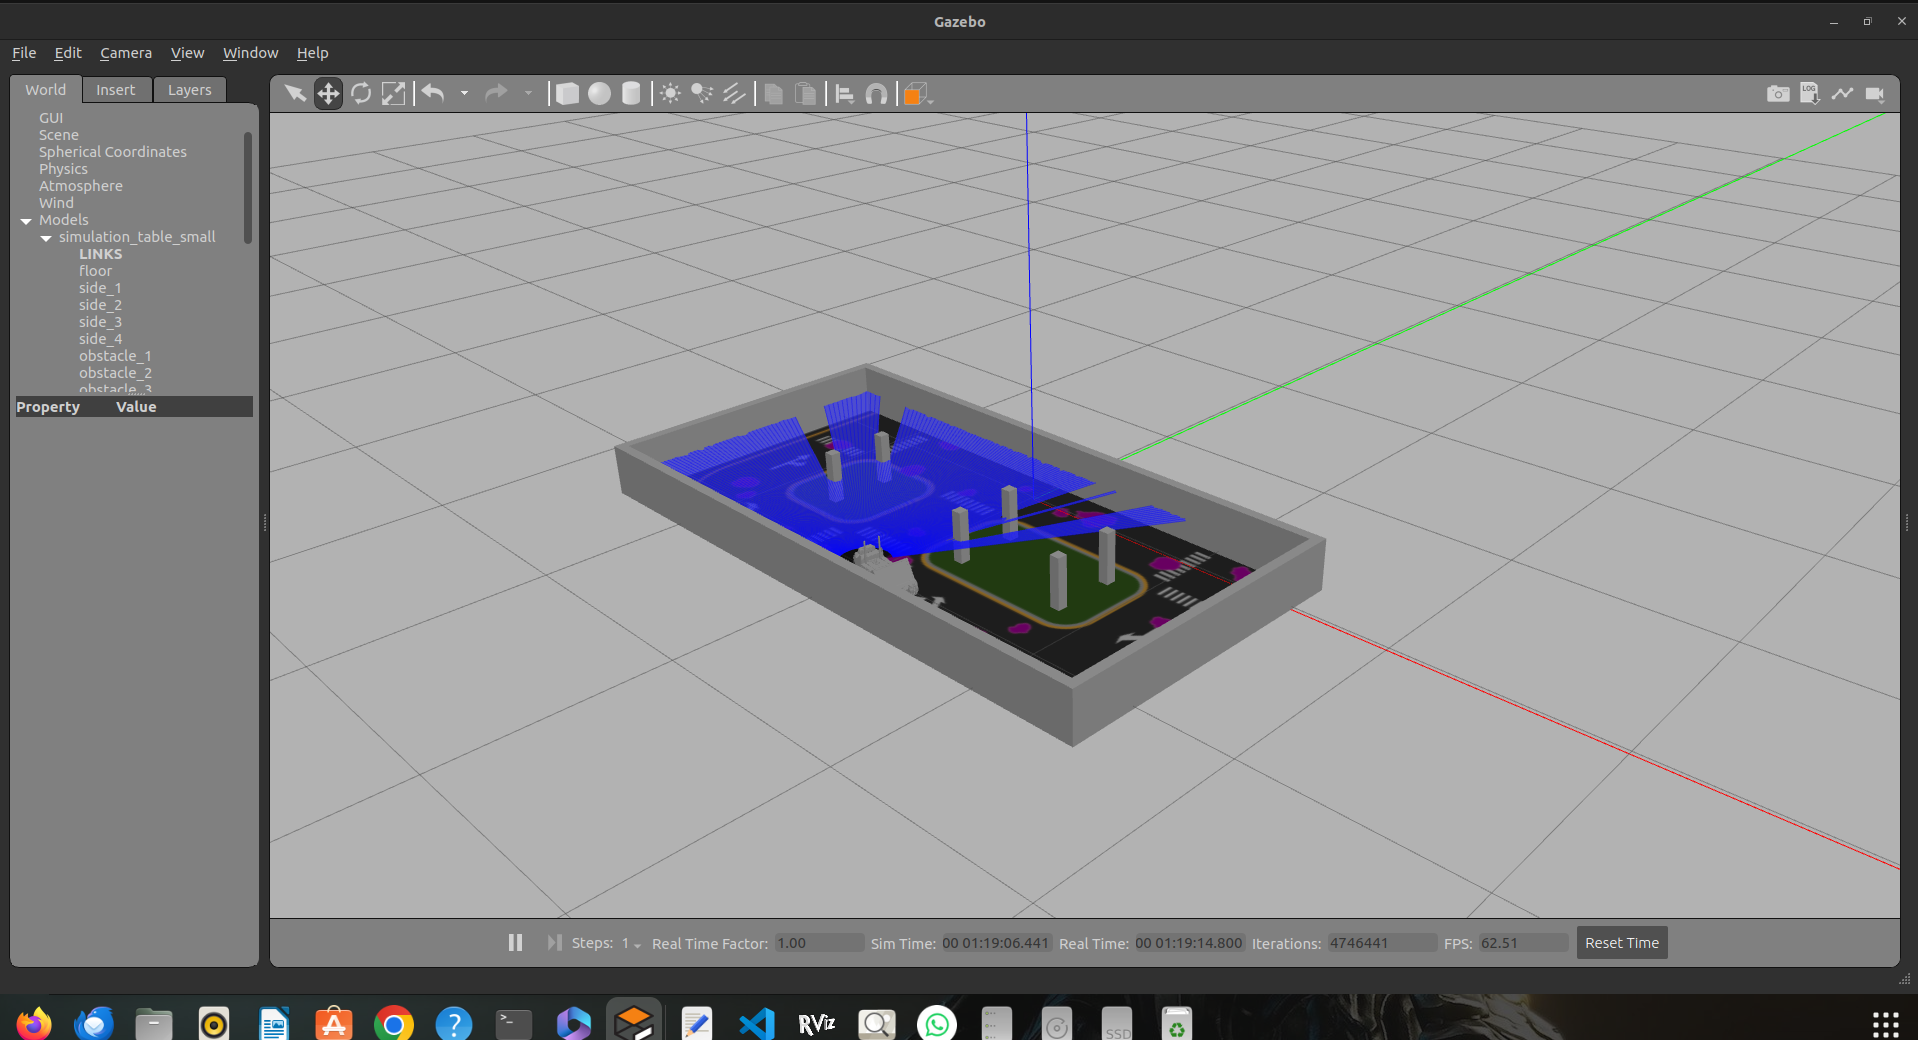 Gazebo
File Edit Camera View Window Help
World Insert Layers
GUI
Scene
Spherical Coordinates
Physics
Atmosphere
Wind
Models
simulation_table_small
LINKS
floor
side_1
side_2
side_3
side_4
obstacle_1
obstacle_2
obstacle_3
Property Value
LOG
Steps: 1 Real Time Factor: 1.00 Sim Time: 00 01:19:06.441 Real Time: 00 01:19:14.800 Iterations: 4746441 FPS: 62.51 Reset Time
>_
RViz
SSD